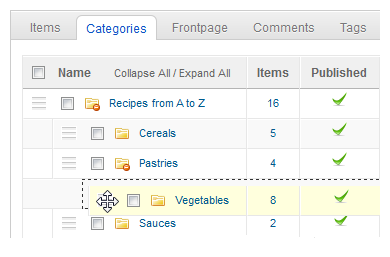 Items Categories Frontpage Comments Tags
Name Collapse All / Expand All Items Published
Recipes from A to Z 16
Cereals 5
Pastries 4
Vegetables 8
Sauces 2